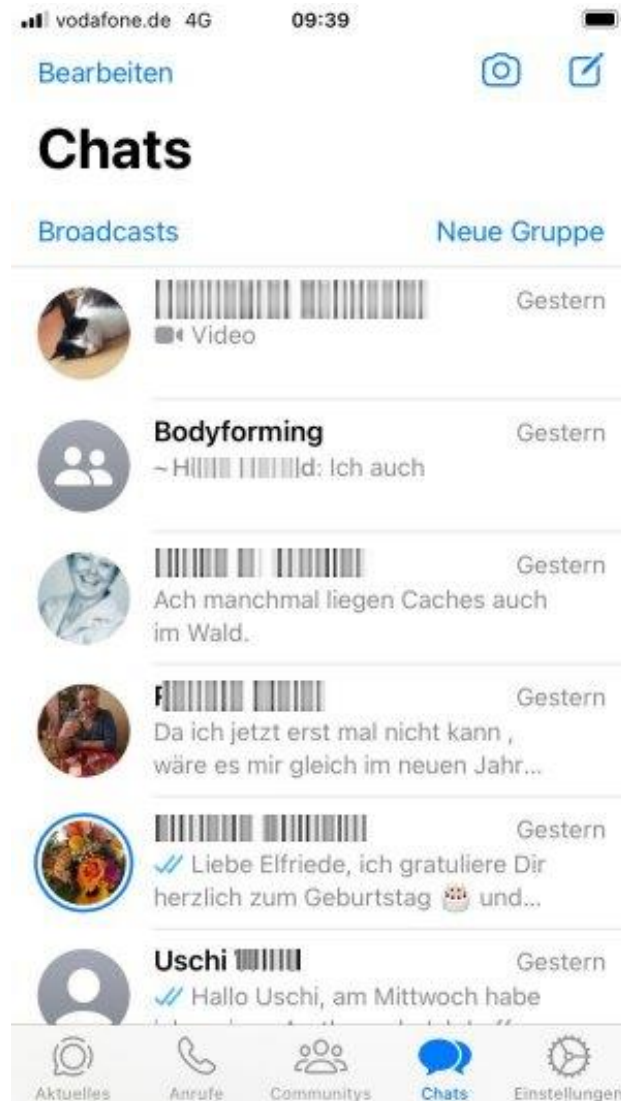 vodafone.de 4G 09:39
Bearbeiten
Chats
Broadcasts Neue Gruppe
Gestern
Video
Bodyforming Gestern
~ H d: Ich auch
Gestern
Ach manchmal liegen Caches auch
im Wald.
Gestern
Da ich jetzt erst mal nicht kann ,
wäre es mir gleich im neuen Jahr...
Gestern
Liebe Elfriede, ich gratuliere Dir
herzlich zum Geburtstag 🎂 und...
Uschi Gestern
Hallo Uschi, am Mittwoch habe
Aktuelles Anrufe Communitys Chats Einstellungen